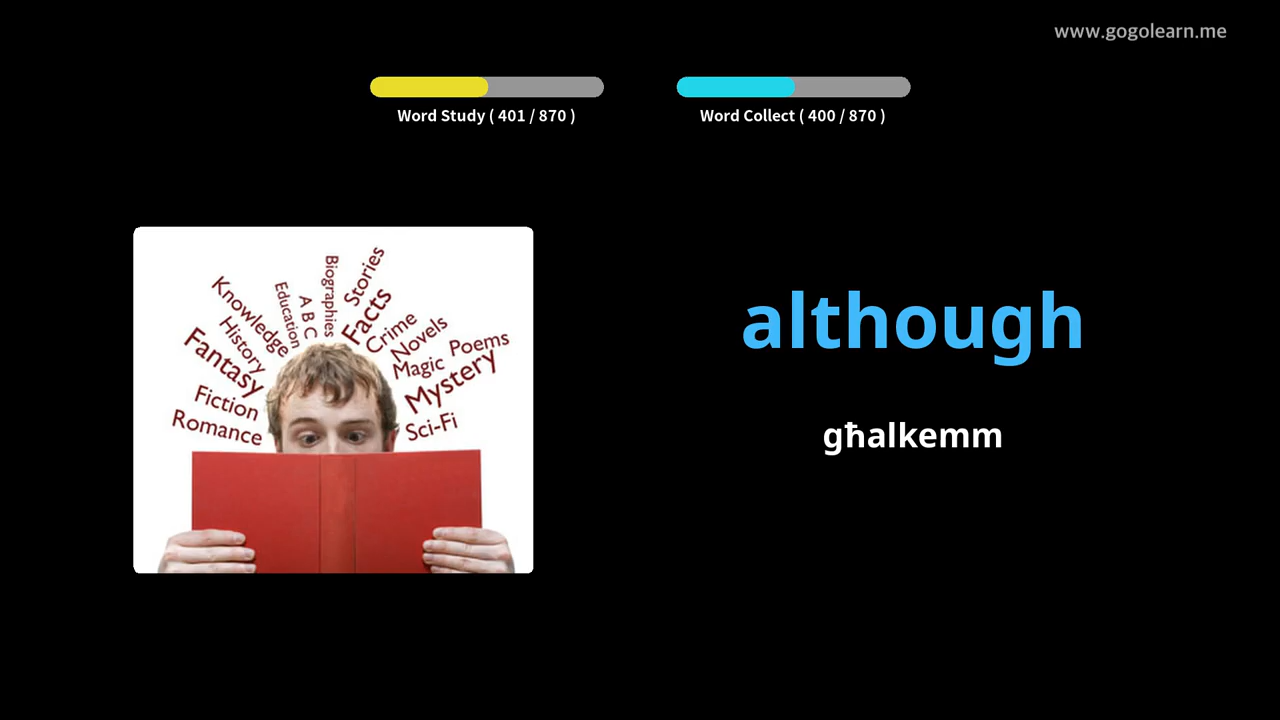 www.gogolearn.me
Word Study ( 401 / 870 )
Word Collect ( 400 / 870 )
Biographies
Stories
Education
A B C
Facts
Knowledge
Crime
History
Novels
Fantasy
Magic
Poems
Mystery
Fiction
Romance
Sci-Fi
although
għalkemm